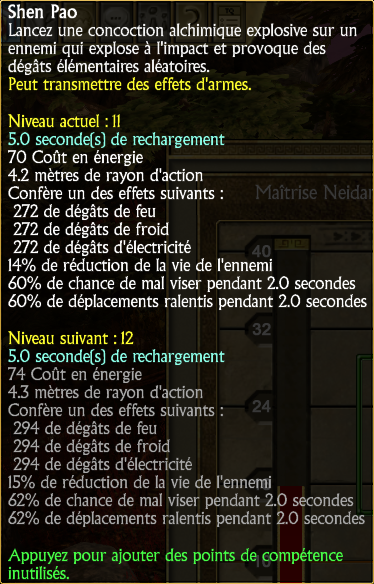 Shen Pao
Lancez une concoction alchimique explosive sur un
ennemi qui explose à l'impact et provoque des
dégâts élémentaires aléatoires.
Peut transmettre des effets d'armes.
Niveau actuel : 11
5.0 seconde(s) de rechargement
70 Coût en énergie
4.2 mètres de rayon d'action
Confère un des effets suivants :
272 de dégâts de feu
272 de dégâts de froid
272 de dégâts d'électricité
14% de réduction de la vie de l'ennemi
60% de chance de mal viser pendant 2.0 secondes
60% de déplacements ralentis pendant 2.0 secondes
Niveau suivant : 12
5.0 seconde(s) de rechargement
74 Coût en énergie
4.3 mètres de rayon d'action
Confère un des effets suivants :
294 de dégâts de feu
294 de dégâts de froid
294 de dégâts d'électricité
15% de réduction de la vie de l'ennemi
62% de chance de mal viser pendant 2.0 secondes
62% de déplacements ralentis pendant 2.0 secondes
Appuyez pour ajouter des points de compétence
inutilisés.
Maîtrise Neidan
40
32
24
16